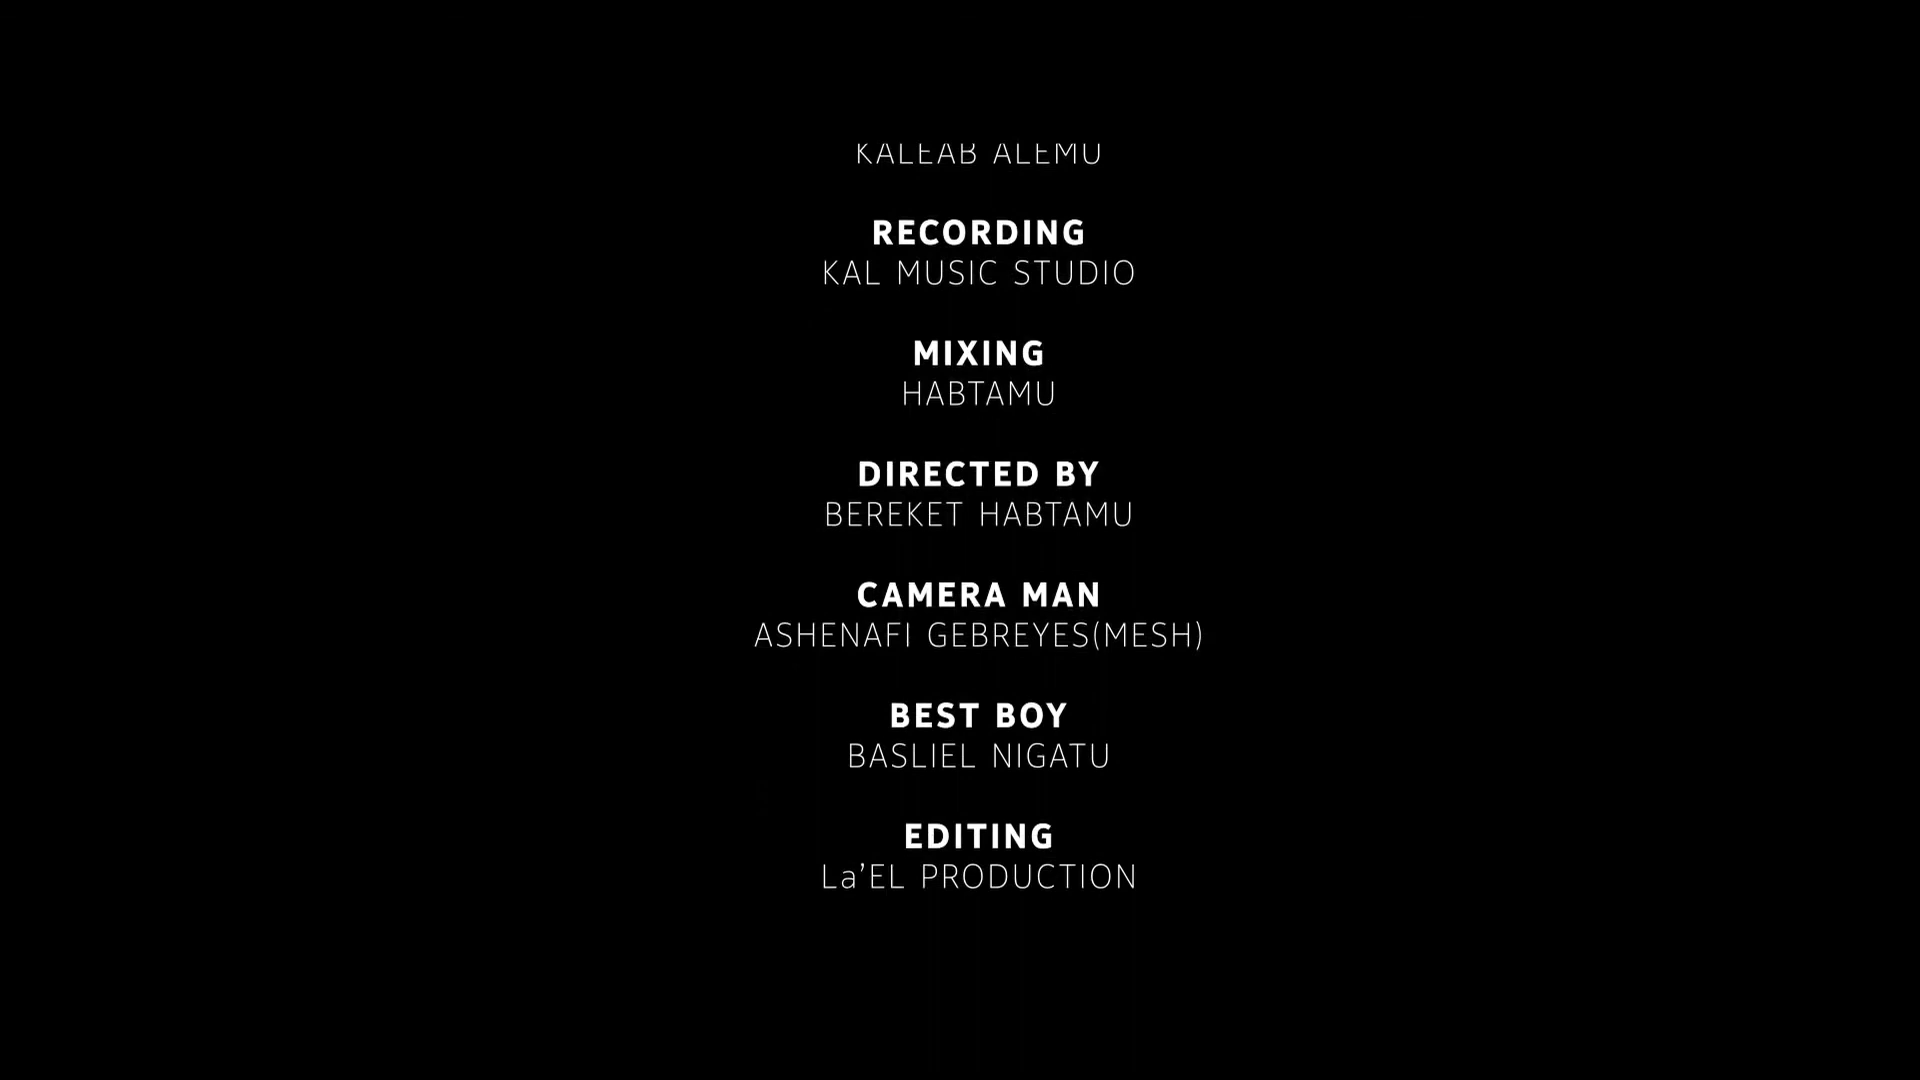 KALEAB ALEMU
RECORDING
KAL MUSIC STUDIO
MIXING
HABTAMU
DIRECTED BY
BEREKET HABTAMU
CAMERA MAN
ASHENAFI GEBREYES(MESH)
BEST BOY
BASLIEL NIGATU
EDITING
La’EL PRODUCTION